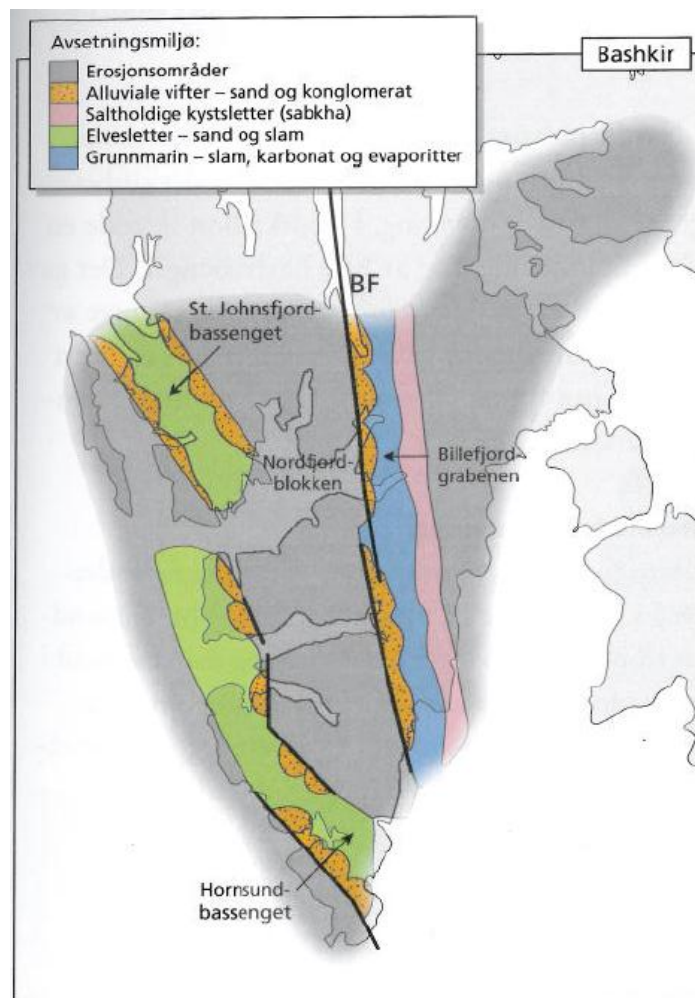 Avsetningsmiljø:
Erosjonsområder
Alluviale vifter – sand og konglomerat
Saltholdige kystsletter (sabkha)
Elvesletter – sand og slam
Grunnmarin – slam, karbonat og evaporitter
Bashkir
BF
St. Johnsfjord-
bassenget
Nordfjord-
blokken
Billefjord-
grabenen
Hornsund-
bassenget